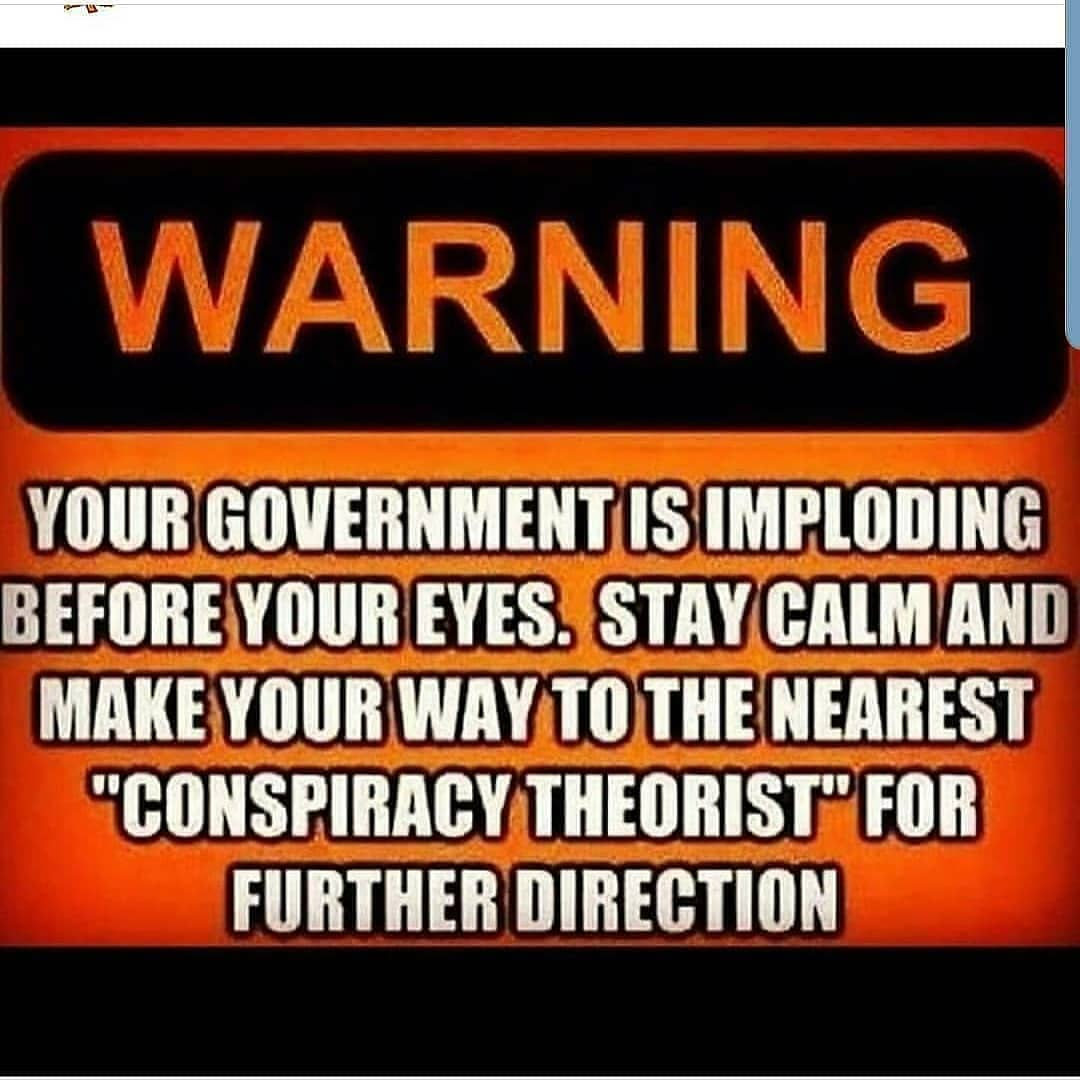 WARNING
YOUR GOVERNMENT IS IMPLODING
BEFORE YOUR EYES. STAY CALM AND
MAKE YOUR WAY TO THE NEAREST
"CONSPIRACY THEORIST" FOR
FURTHER DIRECTION